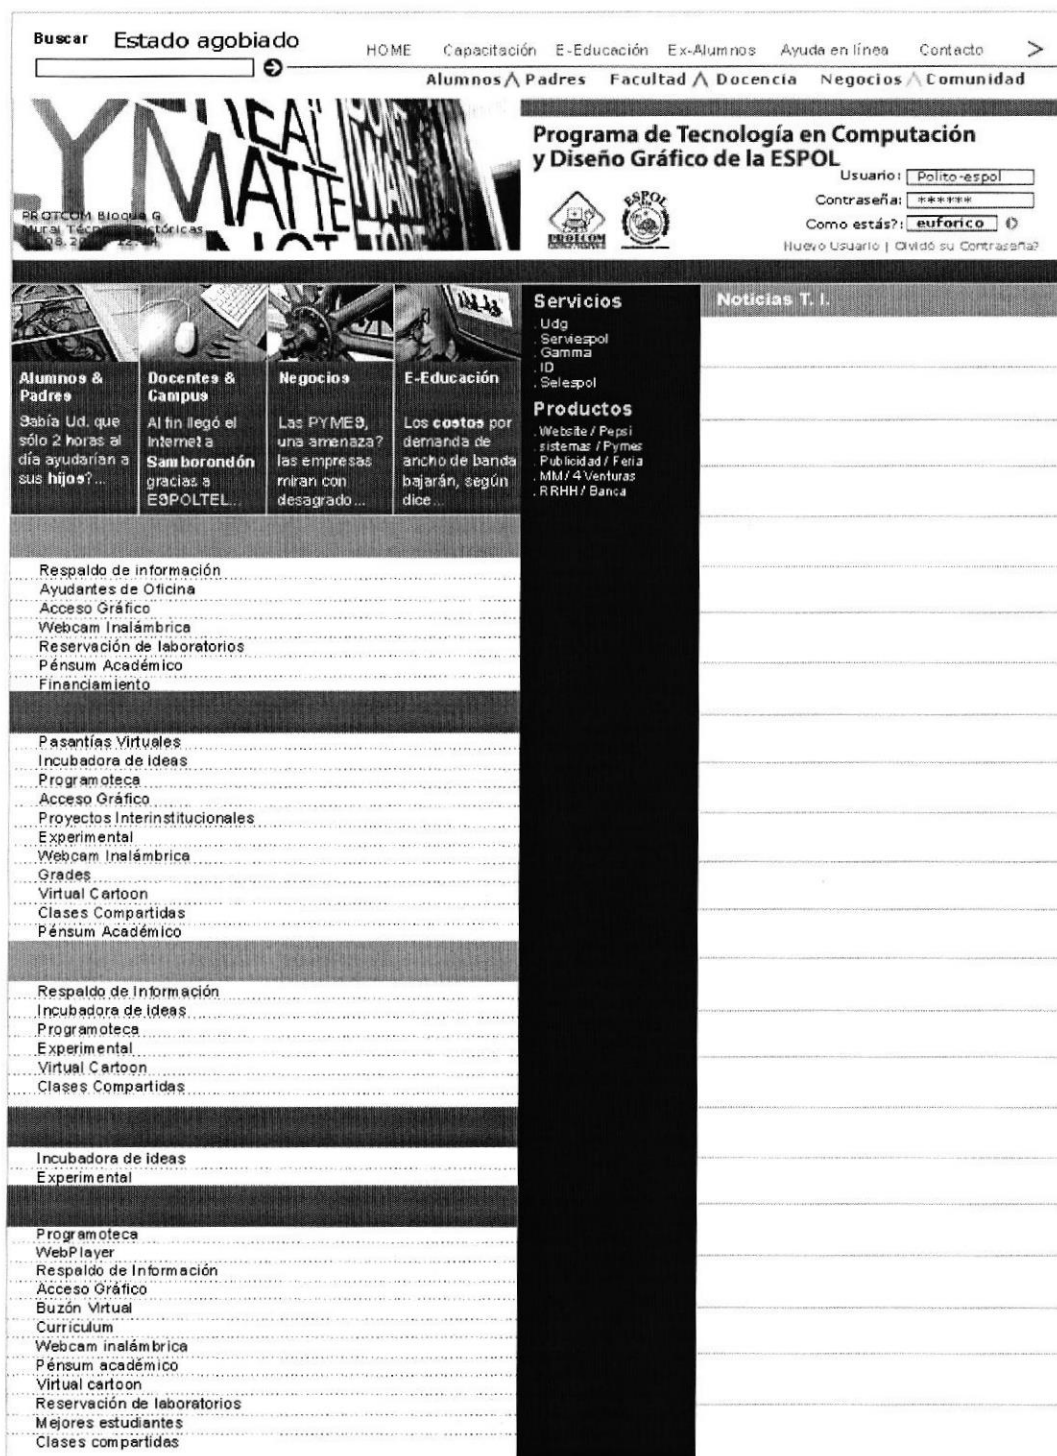 Buscar Estado agobiado
HOME Capacitación E-Educación Ex-Alumnos Ayuda en línea Contacto >
Alumnos Padres Facultad Docencia Negocios Comunidad
Programa de Tecnología en Computación
y Diseño Gráfico de la ESPOL
Usuario: Polito-espol
Contraseña: ******
Como estás?: euforico
Nuevo Usuario | Olvidó su Contraseña?
YMATTE
PROTCOM Bloque G
Mural Técnicas Pictóricas
PROTCOM
ESPOL
Alumnos &
Padres
Sabía Ud. que
sólo 2 horas al
día ayudarían a
sus hijos?...
Docentes &
Campus
Al fin llegó el
Internet a
Samborondón
gracias a
ESPOLTEL...
Negocios
Las PYMES,
una amenaza?
las empresas
miran con
desagrado...
E-Educación
Los costos por
demanda de
ancho de banda
bajarán, según
dice...
Servicios
. Udg
. Serviespol
. Gamma
. ID
. Selespol
Productos
. Website / Pepsi
. sistemas / Pymes
. Publicidad / Feria
. MM / 4 Venturas
. RRHH / Banca
Noticias T. I.
Respaldo de información
Ayudantes de Oficina
Acceso Gráfico
Webcam Inalámbrica
Reservación de laboratorios
Pénsum Académico
Financiamiento
Pasantías Virtuales
Incubadora de ideas
Programoteca
Acceso Gráfico
Proyectos Interinstitucionales
Experimental
Webcam Inalámbrica
Grades
Virtual Cartoon
Clases Compartidas
Pénsum Académico
Respaldo de Información
Incubadora de ideas
Programoteca
Experimental
Virtual Cartoon
Clases Compartidas
Incubadora de ideas
Experimental
Programoteca
WebPlayer
Respaldo de Información
Acceso Gráfico
Buzón Virtual
Curriculum
Webcam inalámbrica
Pénsum académico
Virtual cartoon
Reservación de laboratorios
Mejores estudiantes
Clases compartidas